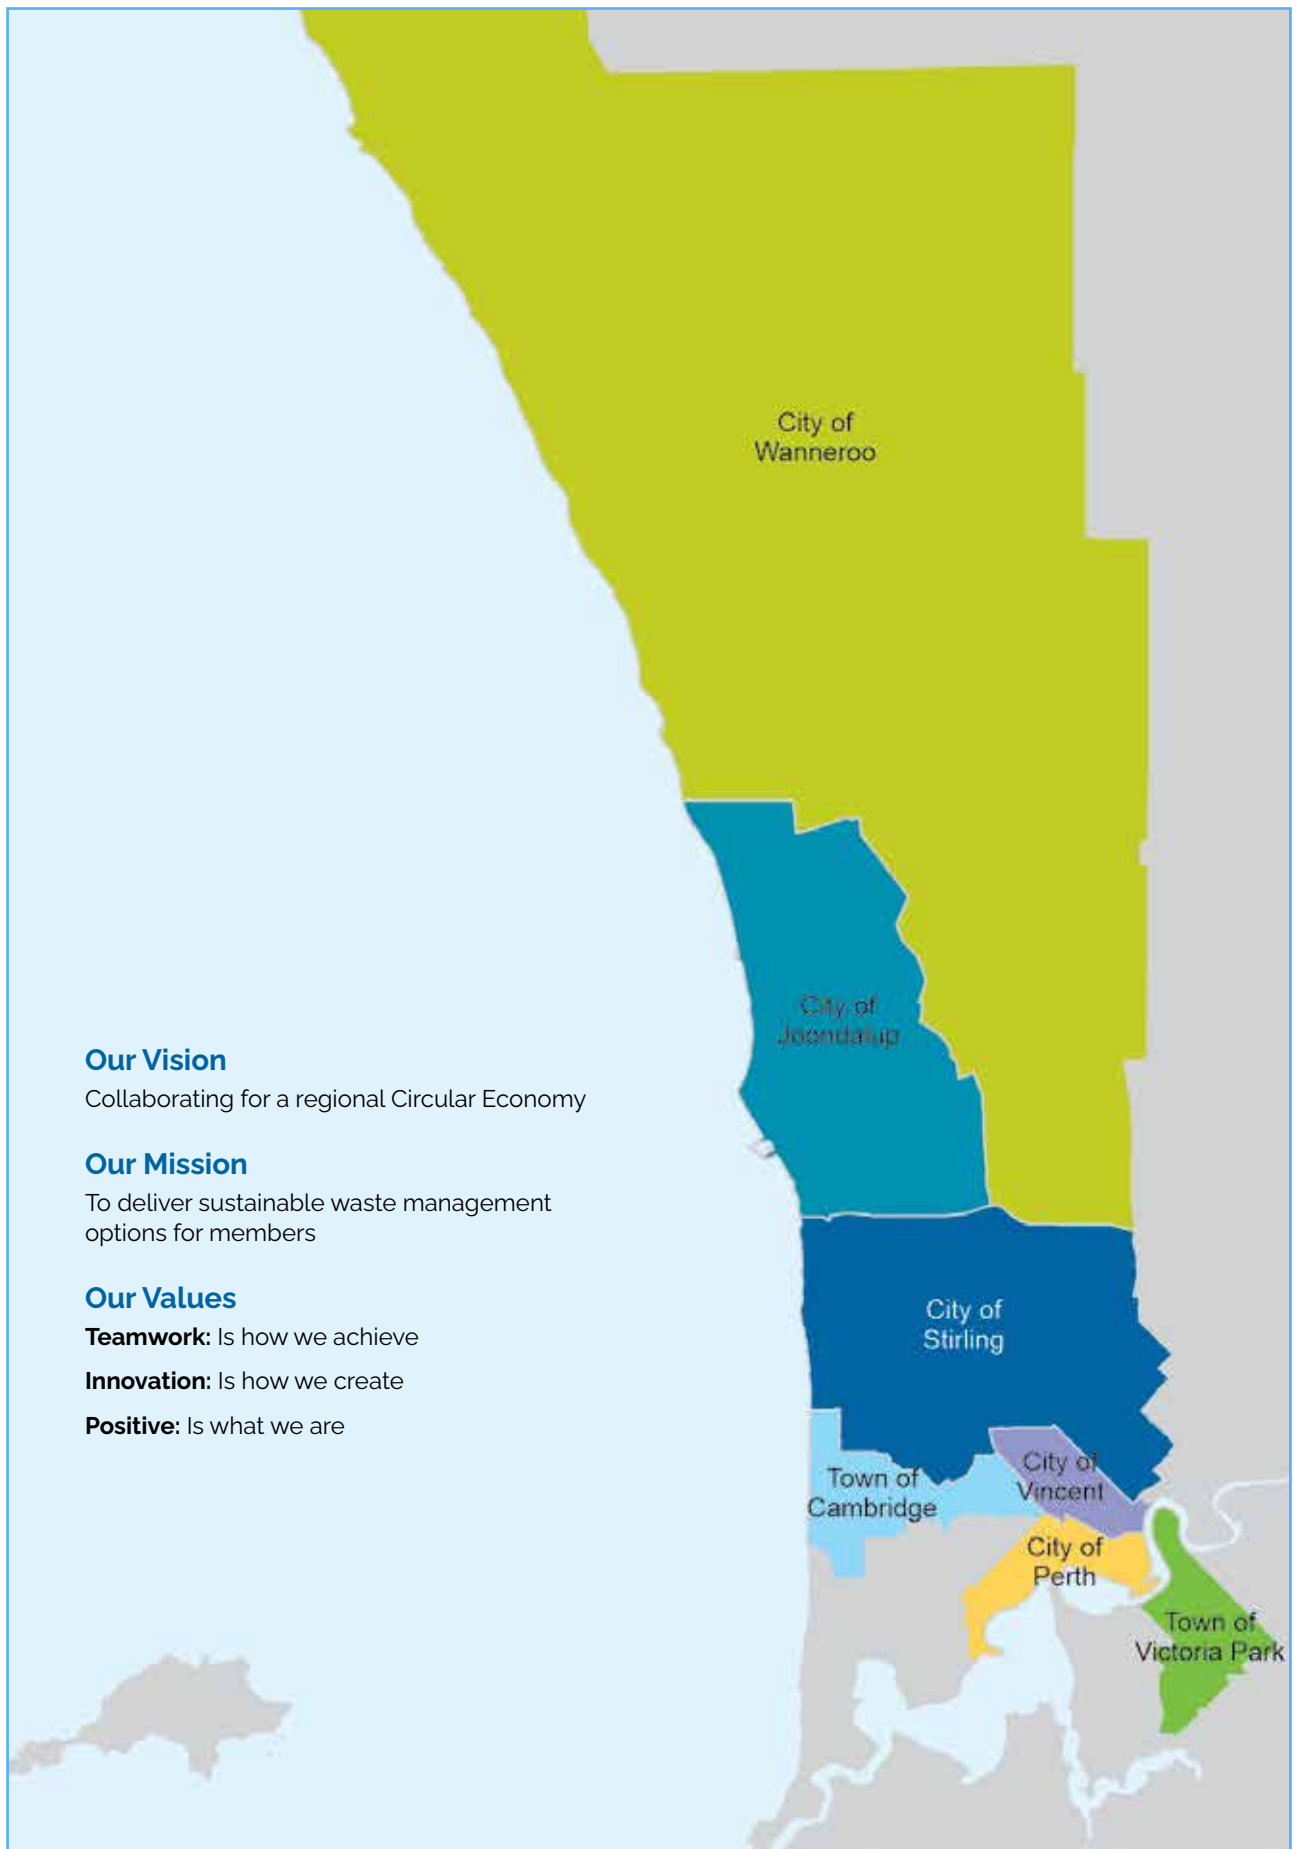 City of
Wanneroo
City of
Joondalup
Our Vision
Collaborating for a regional Circular Economy
Our Mission
To deliver sustainable waste management
options for members
Our Values
Teamwork: Is how we achieve
Innovation: Is how we create
Positive: Is what we are
City of
Stirling
City of
Vincent
Town of
Cambridge
City of
Perth
Town of
Victoria Park